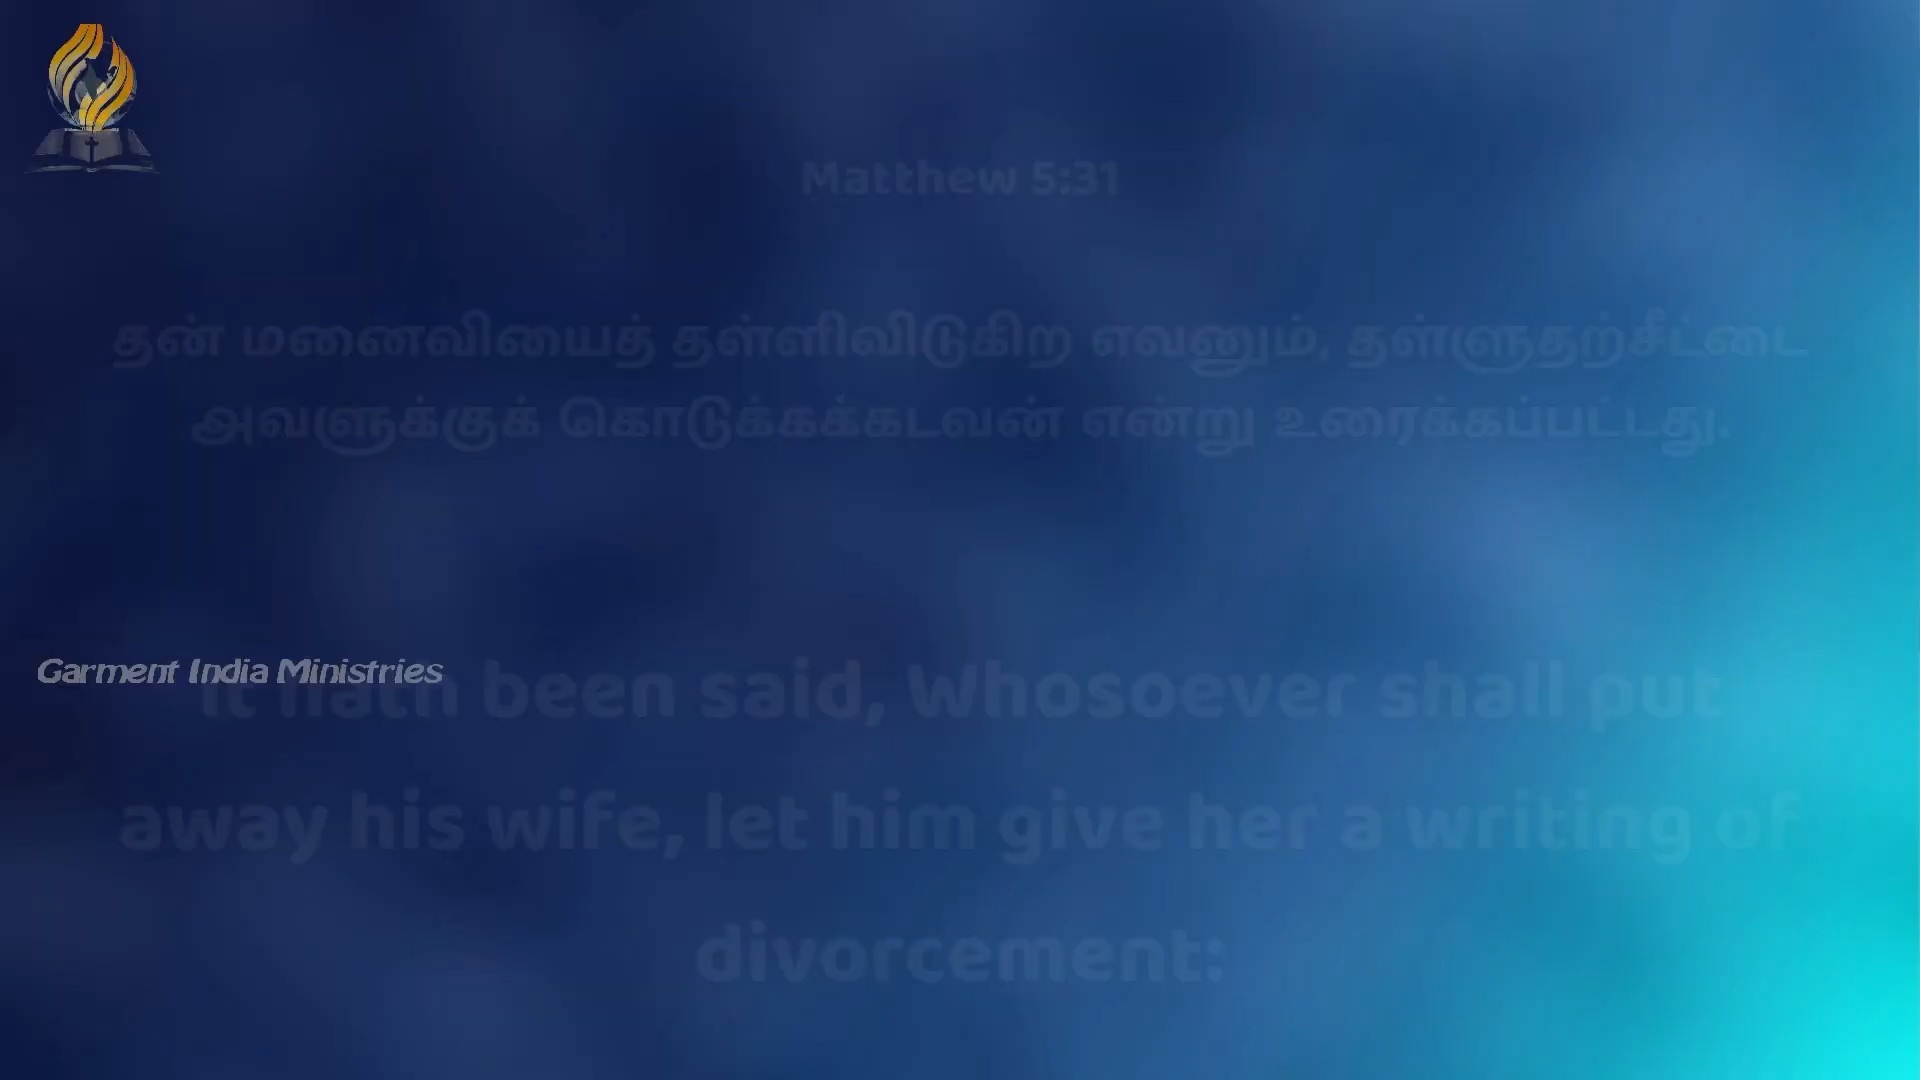 Matthew 5:31
தன் மனைவியைத் தள்ளிவிடுகிற எவனும், தள்ளுதற்சீட்டை
அவளுக்குக் கொடுக்கக்கடவன் என்று உரைக்கப்பட்டது.
Garment India Ministries
It hath been said, Whosoever shall put
away his wife, let him give her a writing of
divorcement: